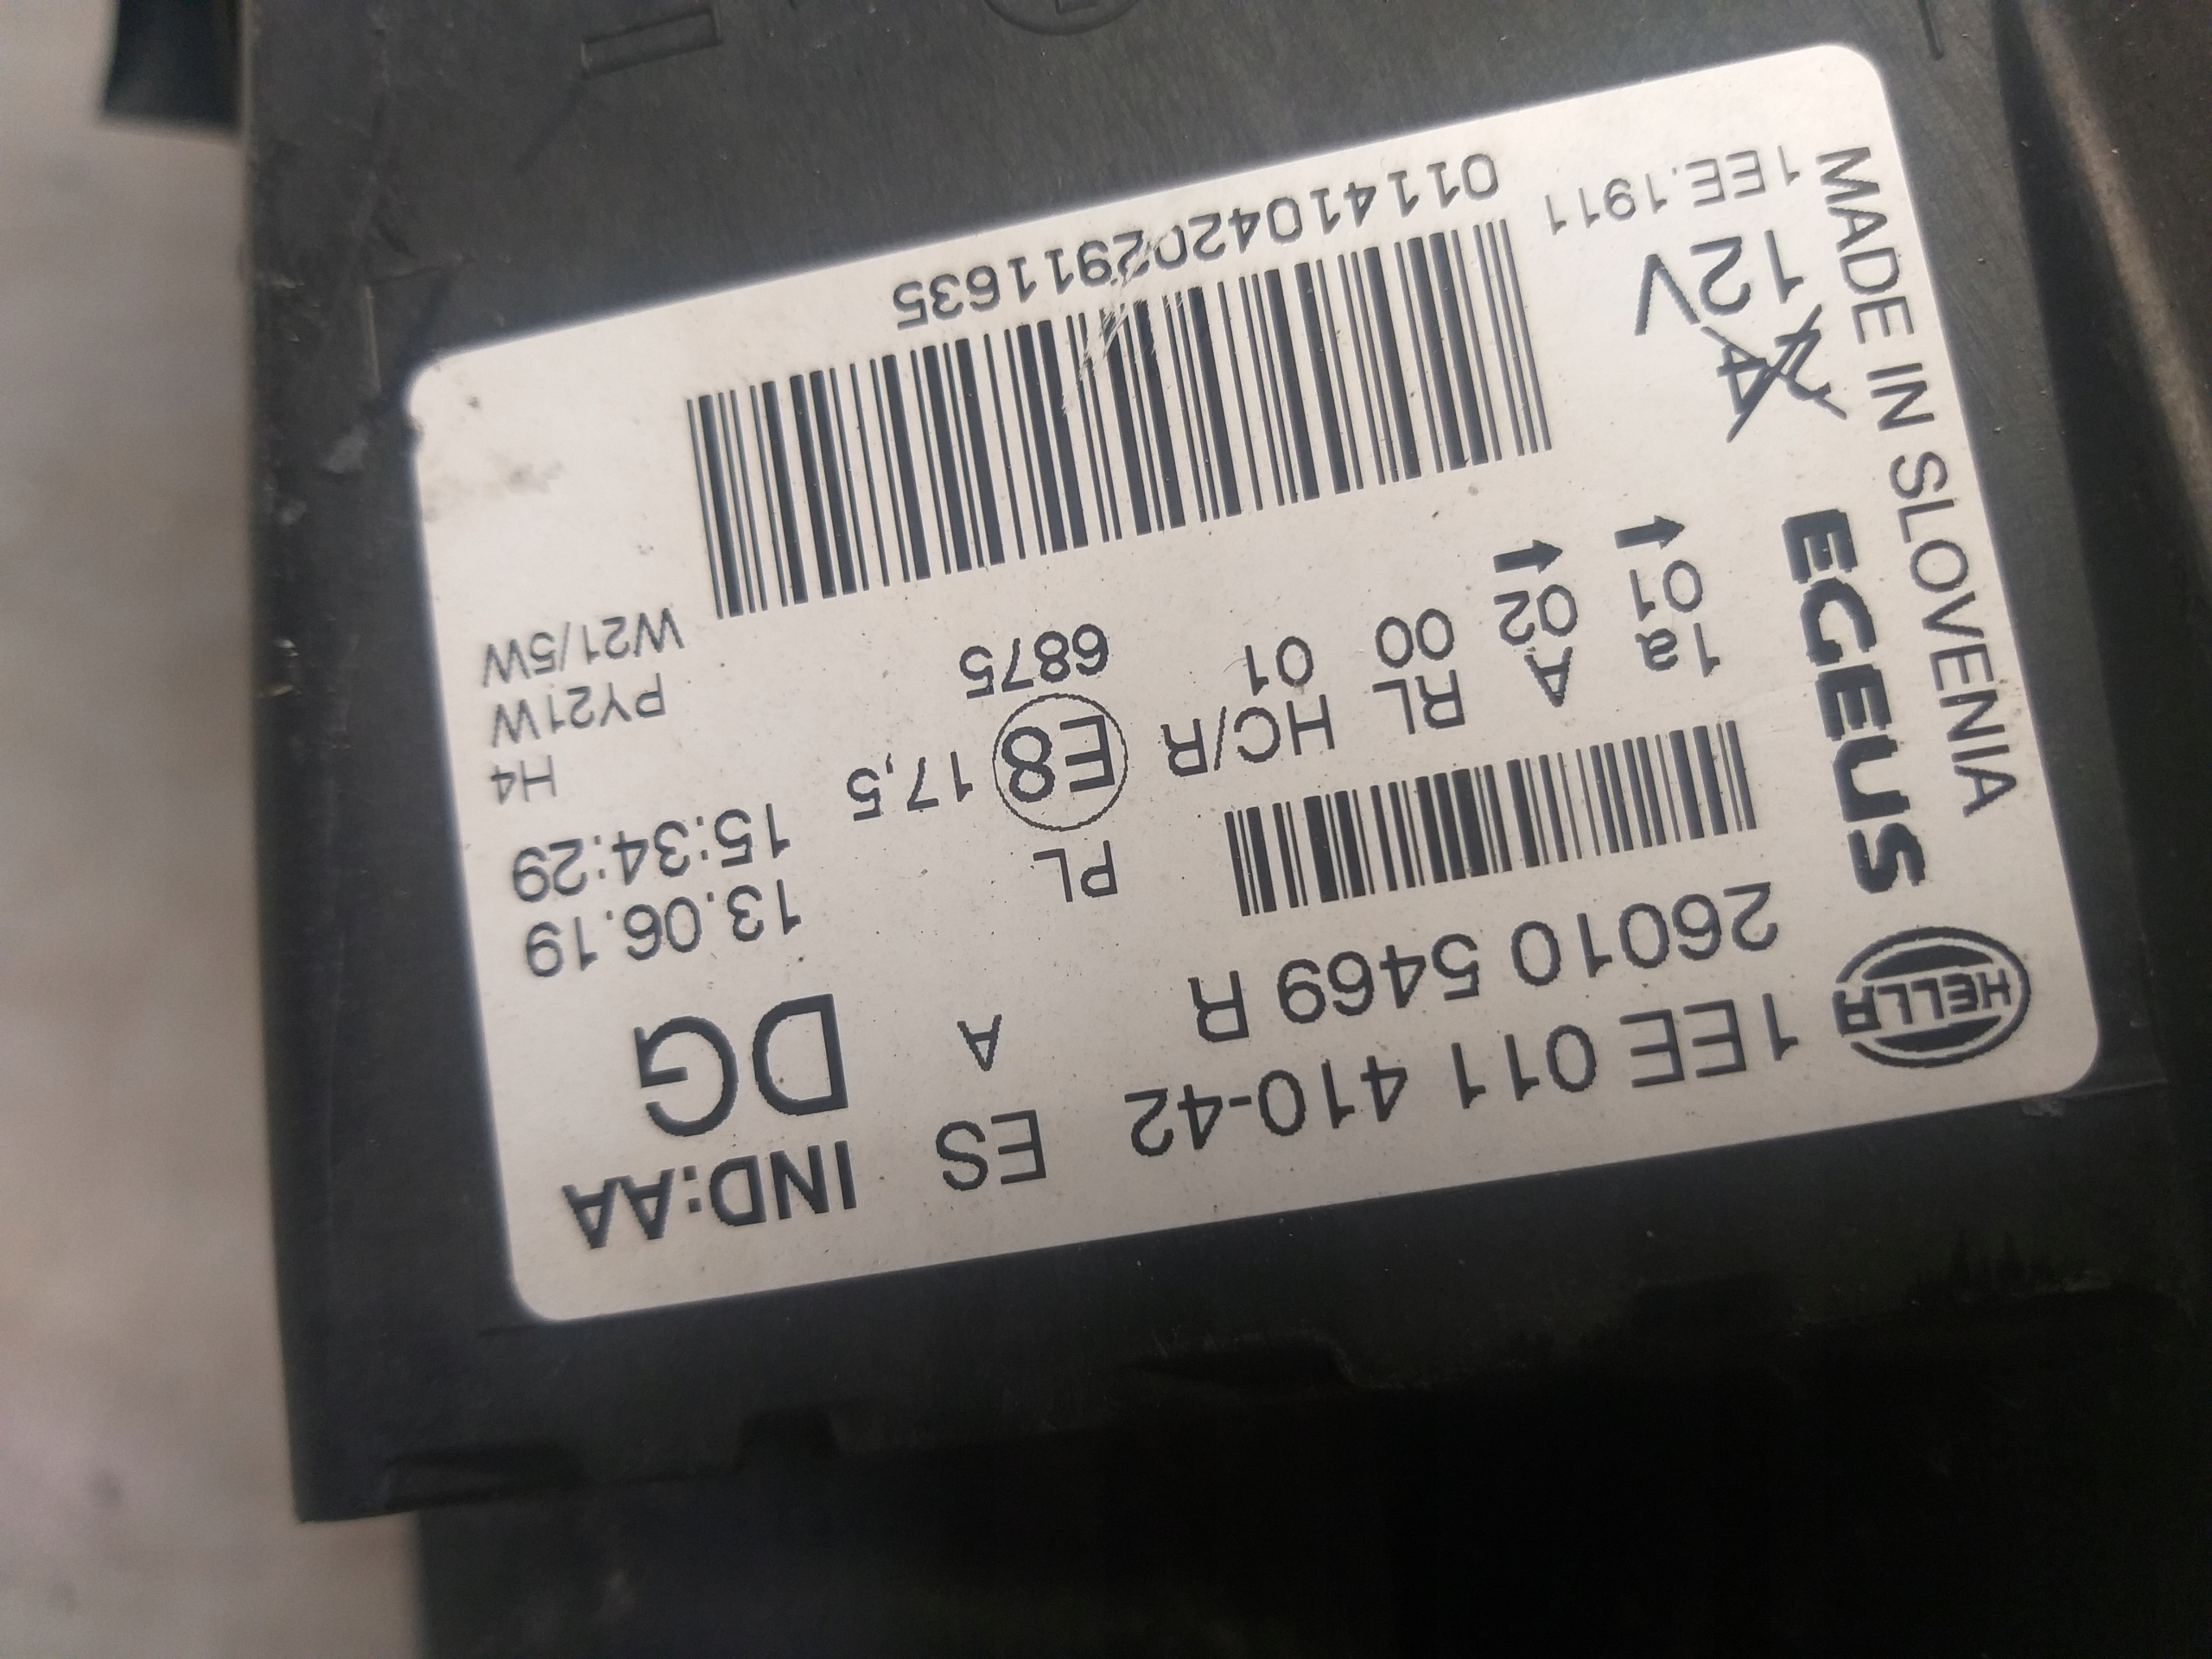 HELLA
1EE 011 410-42 ES IND:AA
26010 5469 R A DG
ECEUS
MADE IN SLOVENIA
PL 13.06.19
15:34:29
1a A RL HC/R E8 17,5 H4
01 02 00 01 6875 PY21W
W21/5W
12V
1EE.1911
0114104202911635